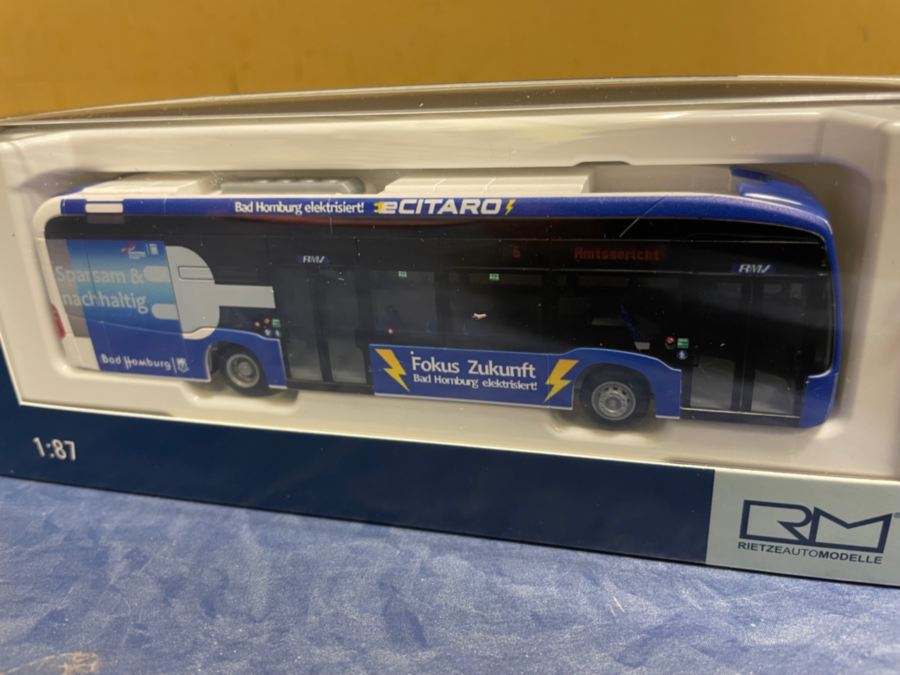 Bad Homburg elektrisiert! eCITARO
6 Amtsgericht
RMV
RMV
Sparsam &
nachhaltig
Bad Homburg
Fokus Zukunft
Bad Homburg elektrisiert!
1:87
RM
RIETZEAUTOMODELLE